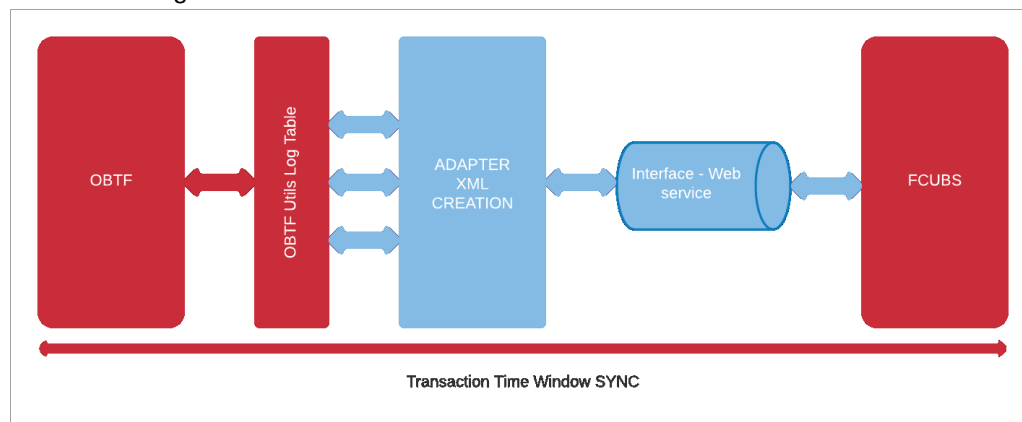 OBTF
OBTF Utils Log Table
ADAPTER
XML
CREATION
Interface - Web
service
FCUBS
Transaction Time Window SYNC